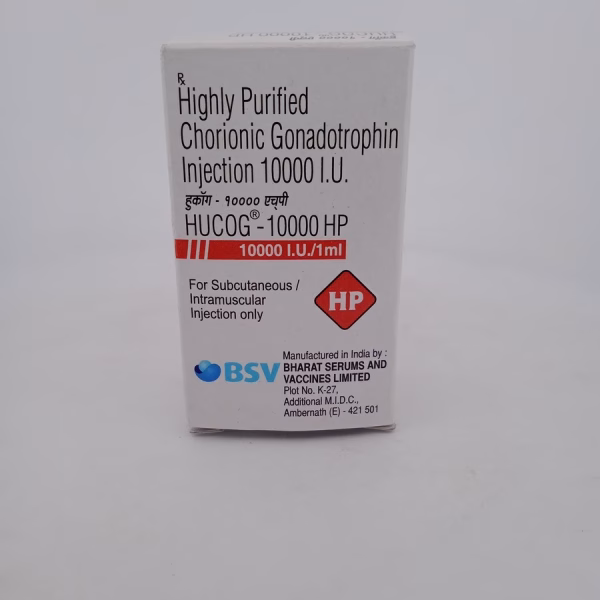 Rx
Highly Purified
Chorionic Gonadotrophin
Injection 10000 I.U.
हुकॉग - १०००० एच्पी
HUCOG®-10000 HP
10000 I.U./1ml
For Subcutaneous /
Intramuscular
Injection only
HP
BSV
Manufactured in India by :
BHARAT SERUMS AND
VACCINES LIMITED
Plot No. K-27,
Additional M.I.D.C.,
Ambernath (E) - 421 501